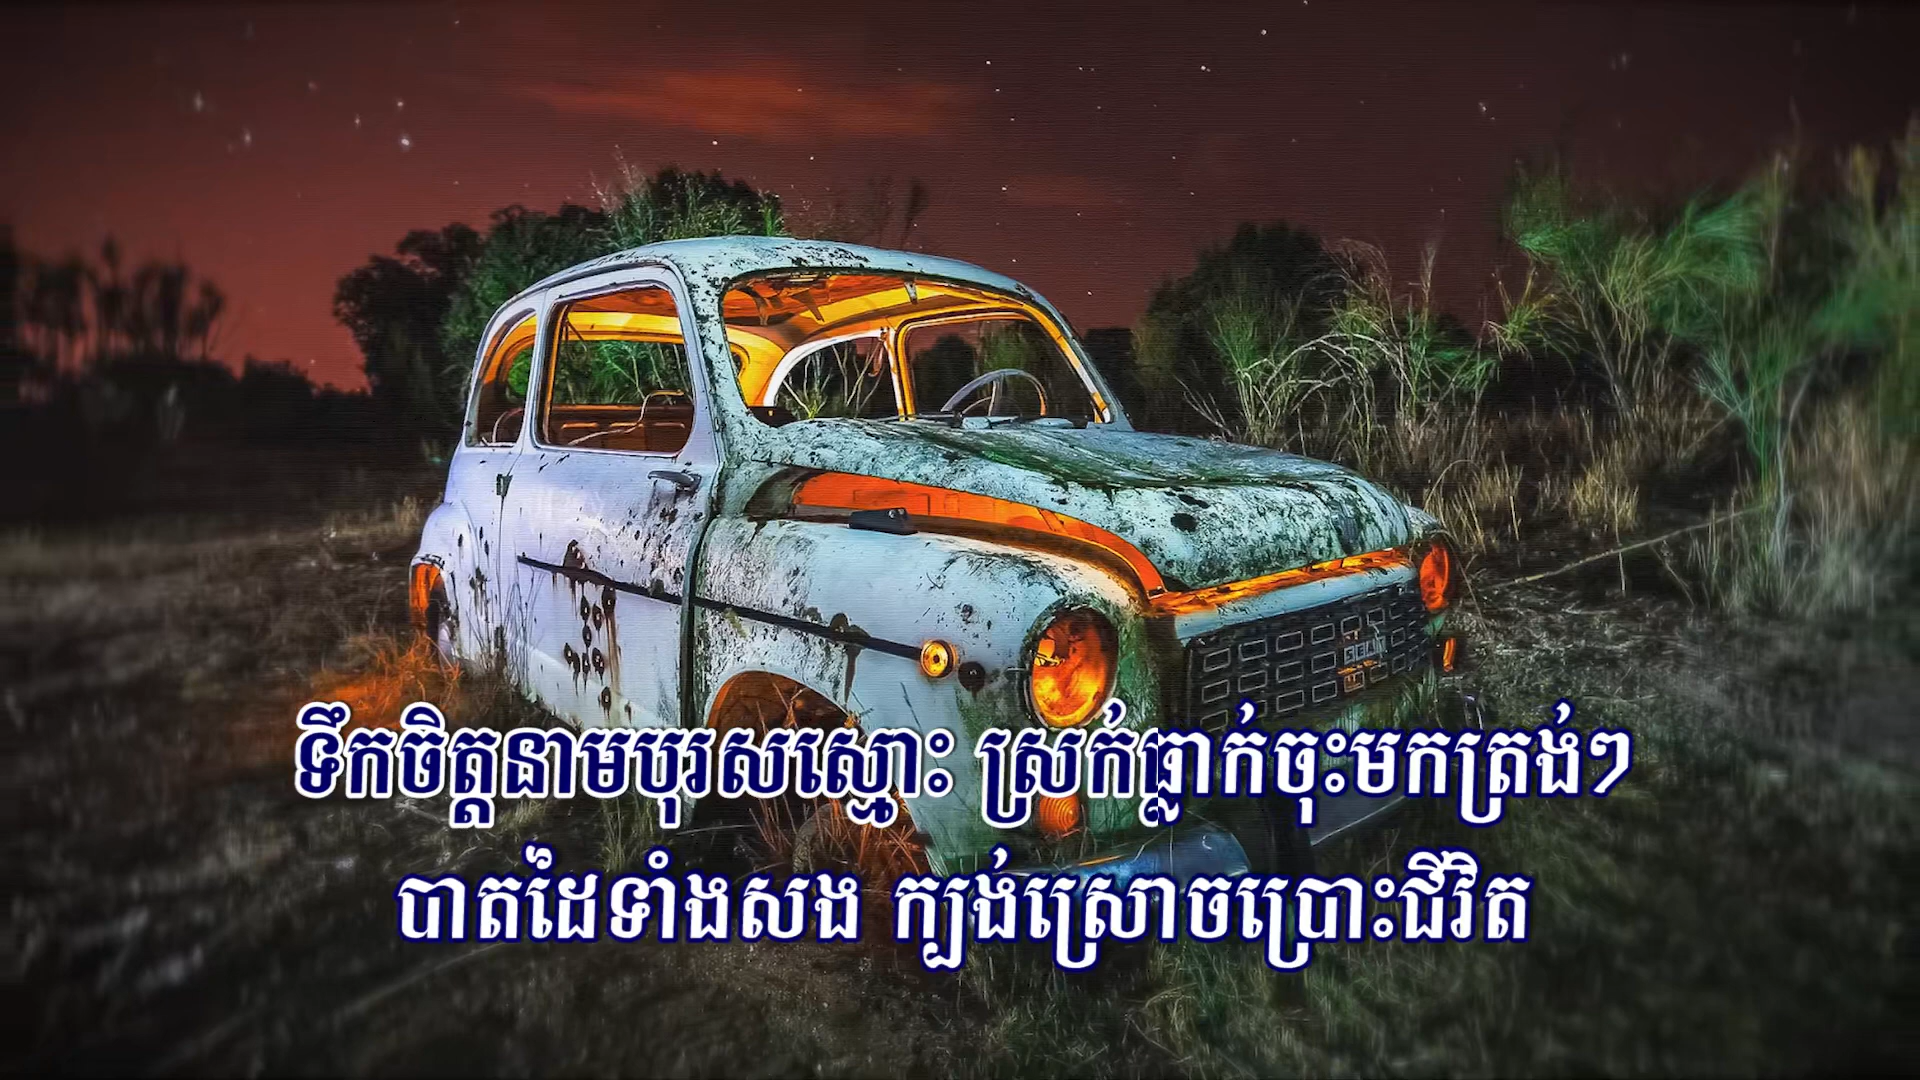 ទឹកចិត្តនាមបុរសស្មោះ ស្រក់ធ្លាក់ចុះមកត្រង់ៗ
បាតដៃទាំងសង ក្បង់ស្រោចប្រោះជីវិត